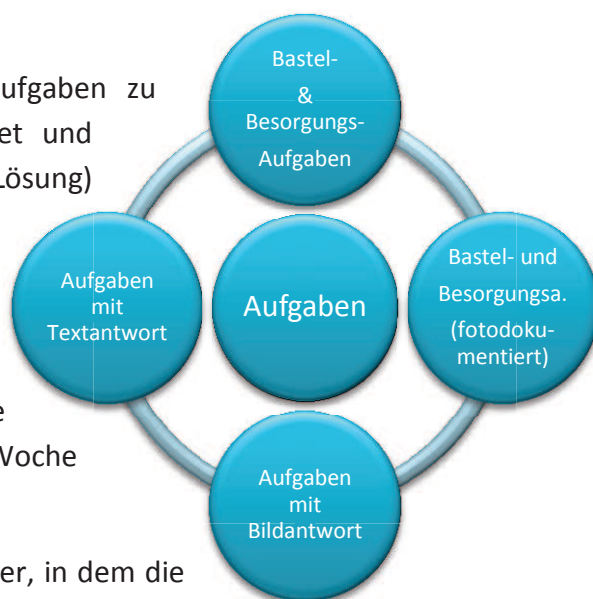 ufgaben zu
et und
Lösung)
e
Woche
er, in dem die
Bastel-
&
Besorgungs-
Aufgaben
Aufgaben
mit
Textantwort
Aufgaben
Bastel- und
Besorgungsa.
(fotodoku-
mentiert)
Aufgaben
mit
Bildantwort